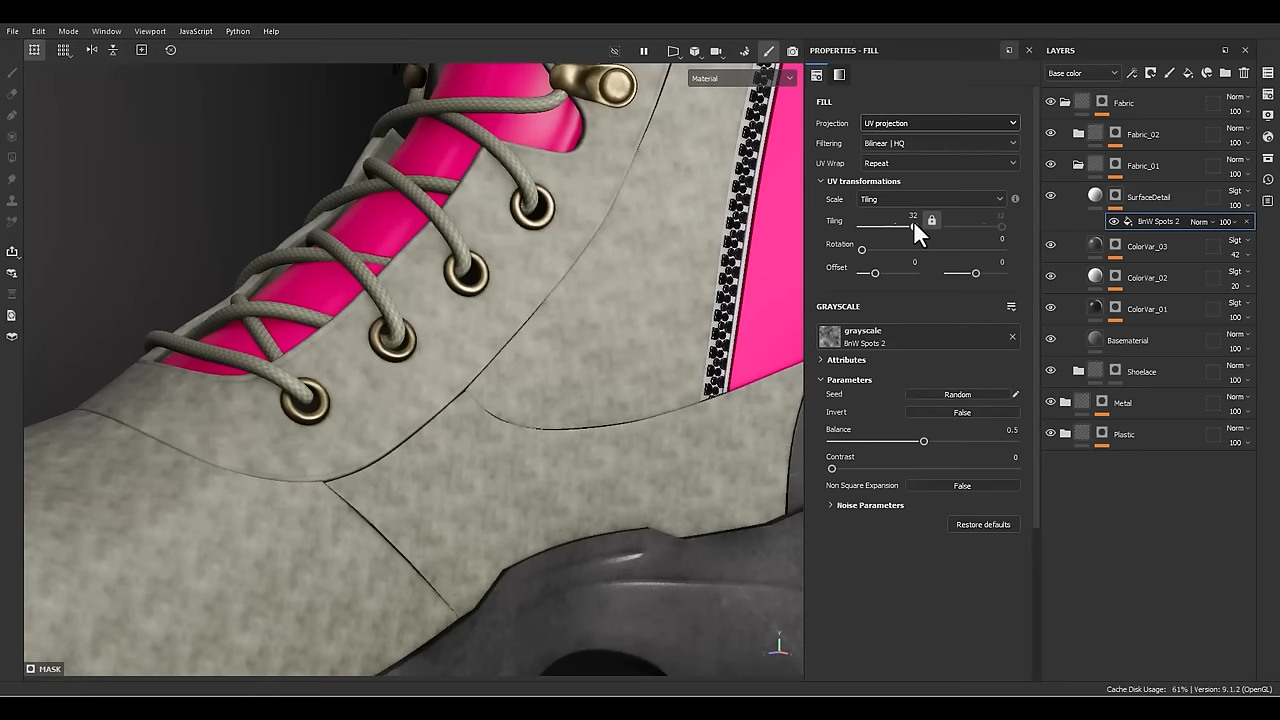 File Edit Mode Window Viewport JavaScript Python Help
Material
MASK
PROPERTIES - FILL
FILL
Projection UV projection
Filtering Bilinear | HQ
UV Wrap Repeat
UV transformations
Scale Tiling
Tiling 32 32
Rotation 0
Offset 0 0
GRAYSCALE
grayscale
BnW Spots 2
Attributes
Parameters
Seed Random
Invert False
Balance 0.5
Contrast 0
Non Square Expansion False
Noise Parameters
Restore defaults
LAYERS
Base color
Fabric Norm 100
Fabric_02 Norm 100
Fabric_01 Norm 100
SurfaceDetail Slgt 100
BnW Spots 2 Norm 100
ColorVar_03 Slgt 42
ColorVar_02 Slgt 20
ColorVar_01 Slgt 100
Basematerial Norm 100
Shoelace Norm 100
Metal Norm 100
Plastic Norm 100
Cache Disk Usage: 61% | Version: 9.1.2 (OpenGL)